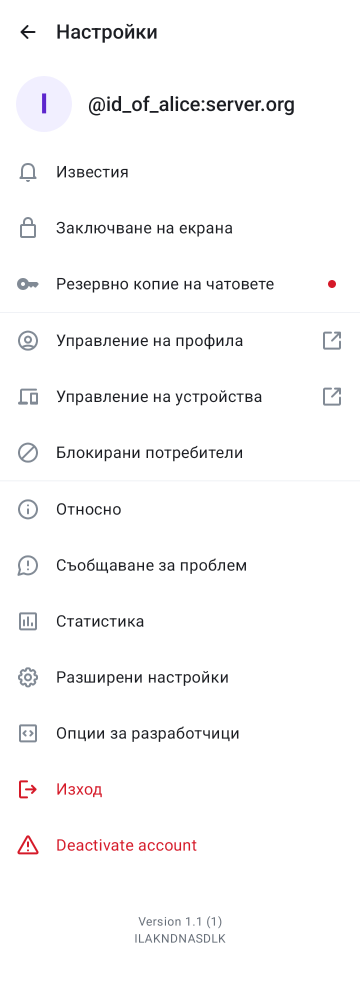 Настройки
I
@id_of_alice:server.org
Известия
Заключване на екрана
Резервно копие на чатовете
Управление на профила
Управление на устройства
Блокирани потребители
Относно
Съобщаване за проблем
Статистика
Разширени настройки
Опции за разработчици
Изход
Deactivate account
Version 1.1 (1)
ILAKNDNASDLK